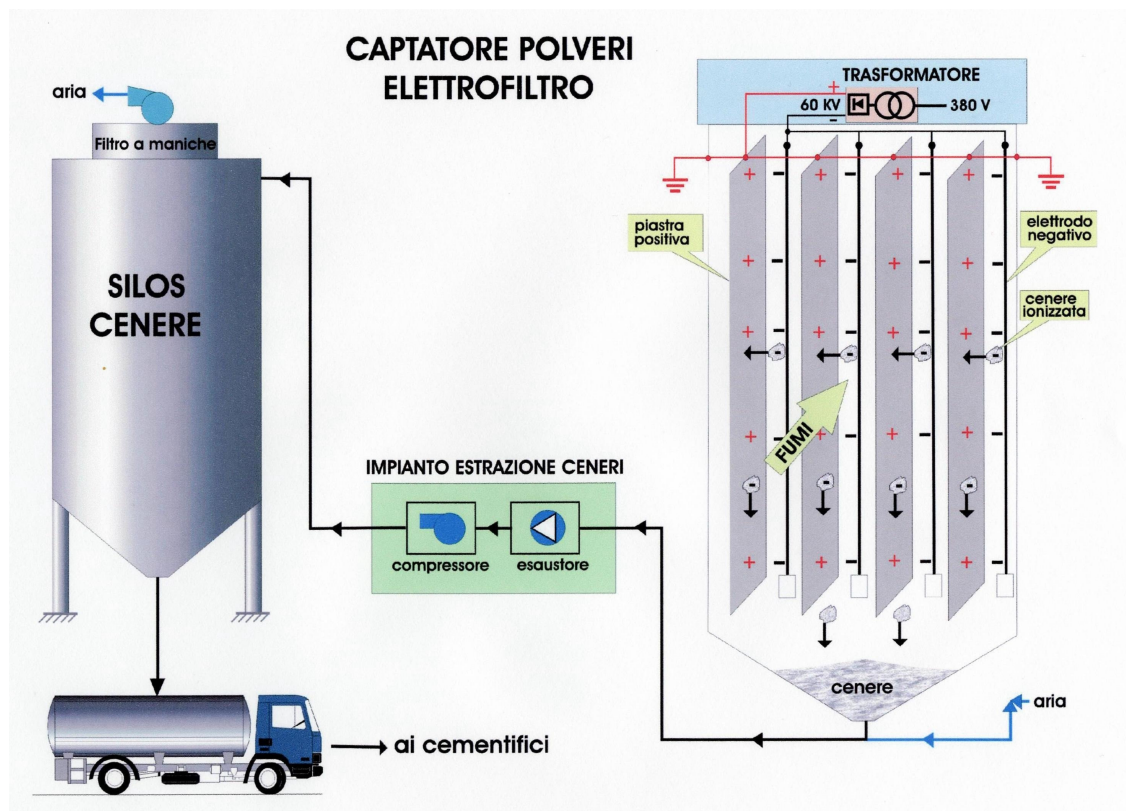 CAPTATORE POLVERI
ELETTROFILTRO
aria
Filtro a maniche
SILOS
CENERE
TRASFORMATORE
+
60 KV
380 V
-
piastra
positiva
elettrodo
negativo
cenere
ionizzata
FUMI
IMPIANTO ESTRAZIONE CENERI
compressore
esaustore
cenere
aria
ai cementifici